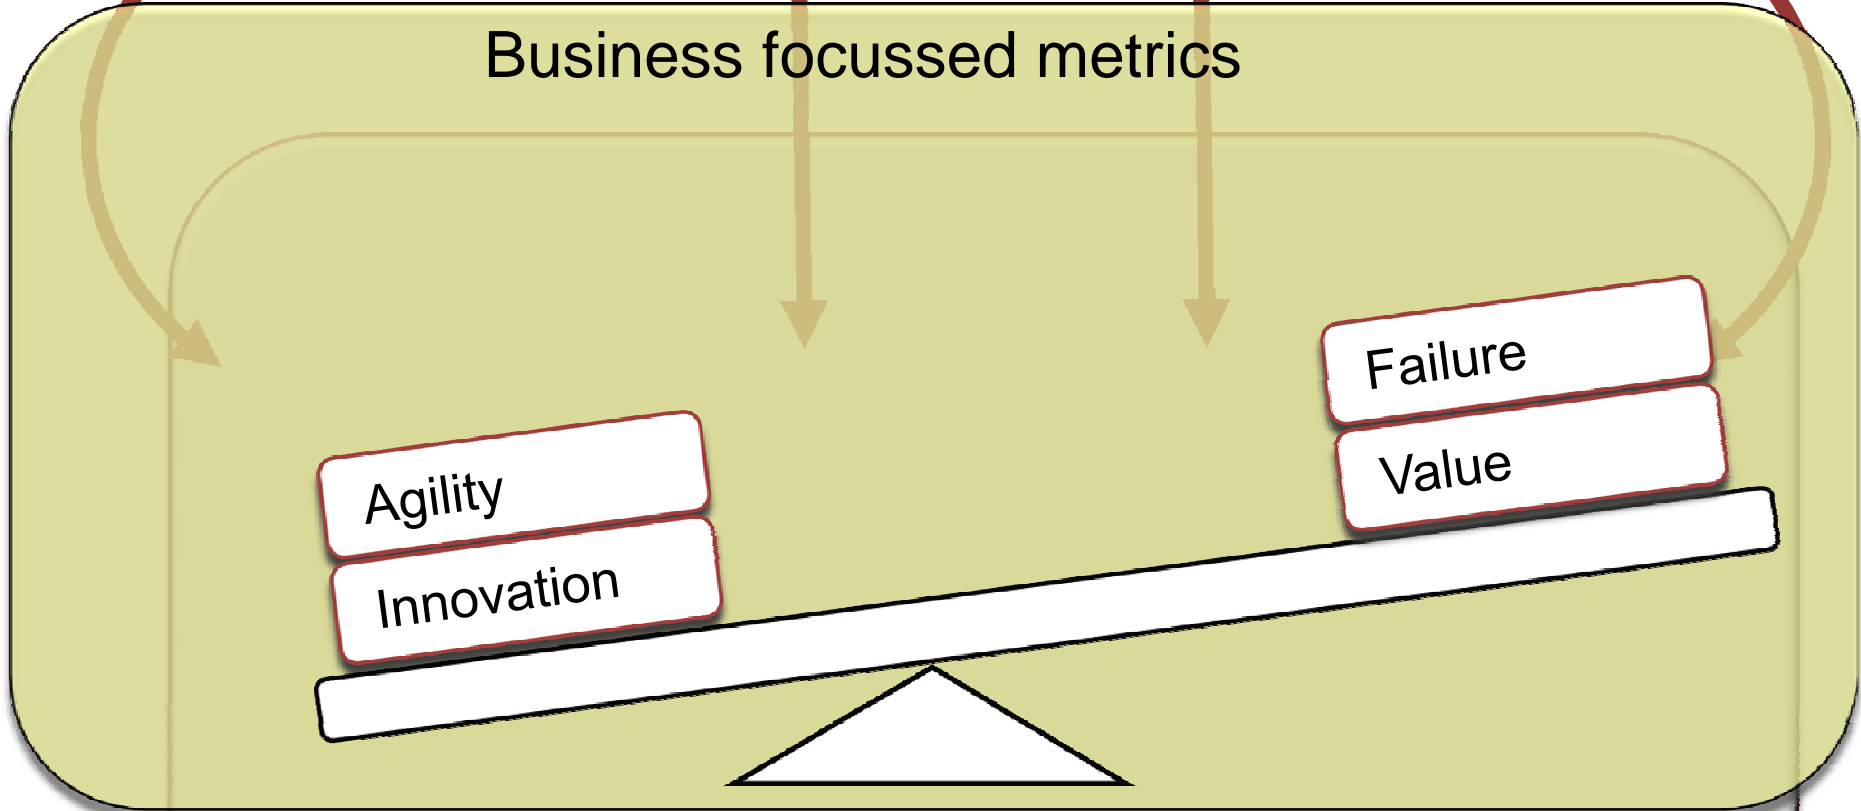 Business focussed metrics
Failure
Value
Agility
Innovation